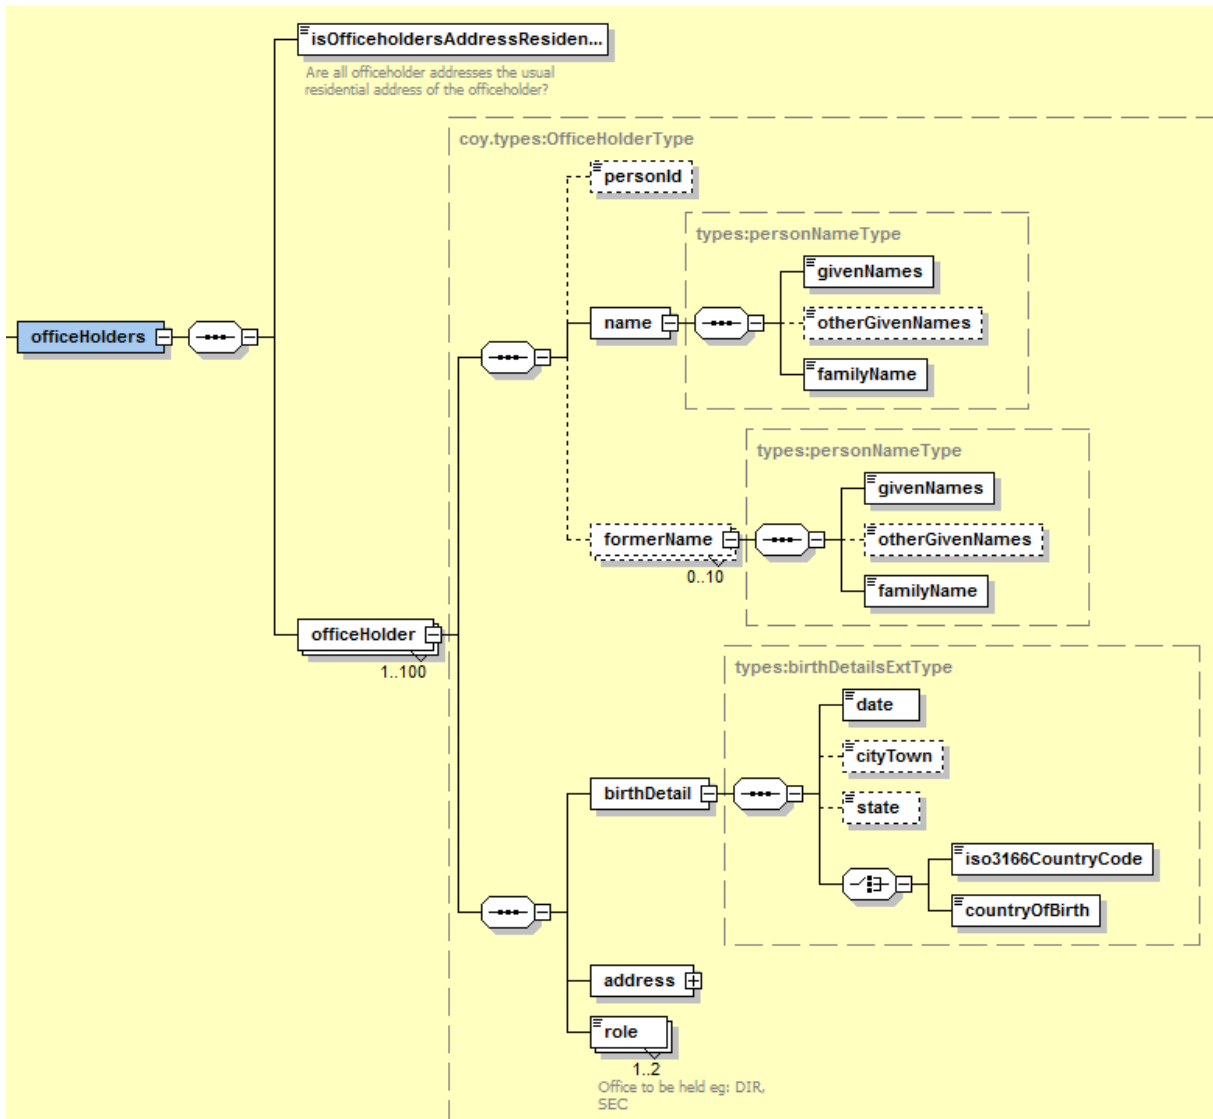 isOfficeholdersAddressResiden...
Are all officeholder addresses the usual
residential address of the officeholder?
coy.types:OfficeHolderType
personId
types:personNameType
givenNames
officeHolders
name
otherGivenNames
familyName
types:personNameType
givenNames
formerName
otherGivenNames
0..10
familyName
officeHolder
1..100
types:birthDetailsExtType
date
cityTown
birthDetail
state
iso3166CountryCode
countryOfBirth
address
role
1..2
Office to be held eg: DIR,
SEC